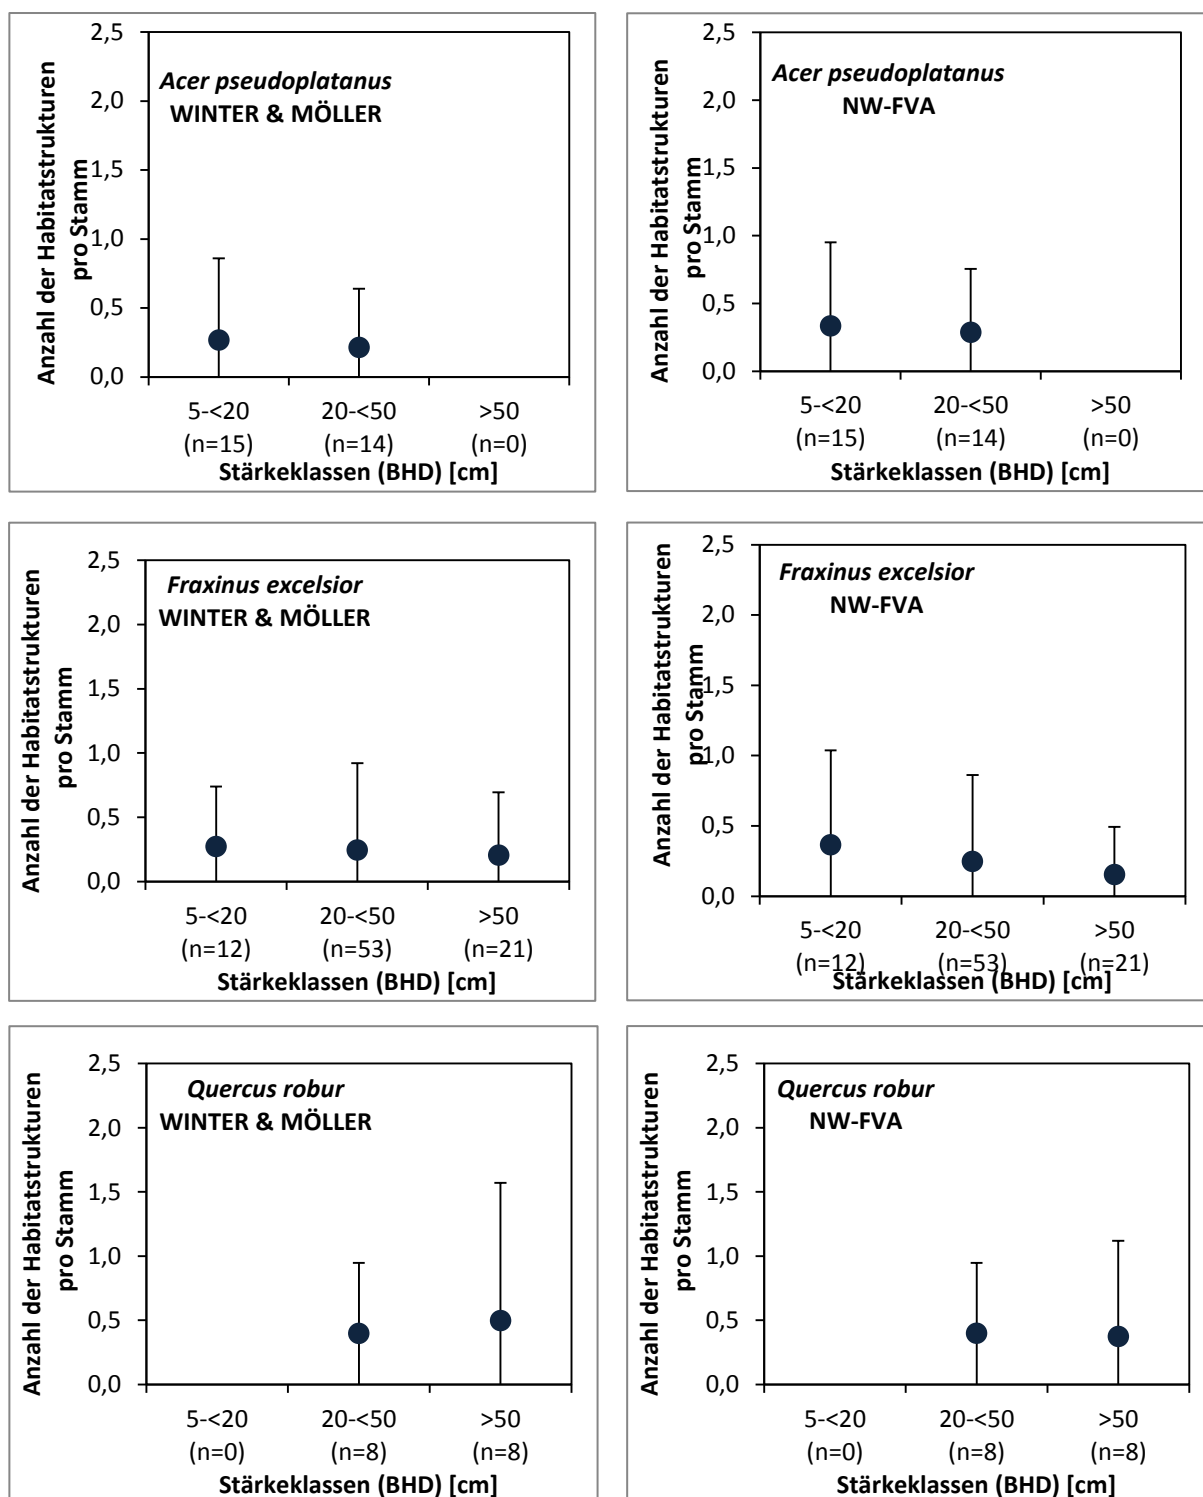 Anzahl der Habitatstrukturen
pro Stamm
2,5
2,0
1,5
1,0
0,5
0,0
Acer pseudoplatanus
WINTER & MÖLLER
5-<20
20-<50
>50
(n=15)
(n=14)
(n=0)
Stärkeklassen (BHD) [cm]
Anzahl der Habitatstrukturen
pro Stamm
2,5
2,0
1,5
1,0
0,5
0,0
Acer pseudoplatanus
NW-FVA
5-<20
20-<50
>50
(n=15)
(n=14)
(n=0)
Stärkeklassen (BHD) [cm]
Anzahl der Habitatstrukturen
pro Stamm
2,5
2,0
1,5
1,0
0,5
0,0
Fraxinus excelsior
WINTER & MÖLLER
5-<20
20-<50
>50
(n=12)
(n=53)
(n=21)
Stärkeklassen (BHD) [cm]
Anzahl der Habitatstrukturen
pro Stamm
2,5
2,0
1,5
1,0
0,5
0,0
Fraxinus excelsior
NW-FVA
5-<20
20-<50
>50
(n=12)
(n=53)
(n=21)
Stärkeklassen (BHD) [cm]
Anzahl der Habitatstrukturen
pro Stamm
2,5
2,0
1,5
1,0
0,5
0,0
Quercus robur
WINTER & MÖLLER
5-<20
20-<50
>50
(n=0)
(n=8)
(n=8)
Stärkeklassen (BHD) [cm]
Anzahl der Habitatstrukturen
pro Stamm
2,5
2,0
1,5
1,0
0,5
0,0
Quercus robur
NW-FVA
5-<20
20-<50
>50
(n=0)
(n=8)
(n=8)
Stärkeklassen (BHD) [cm]